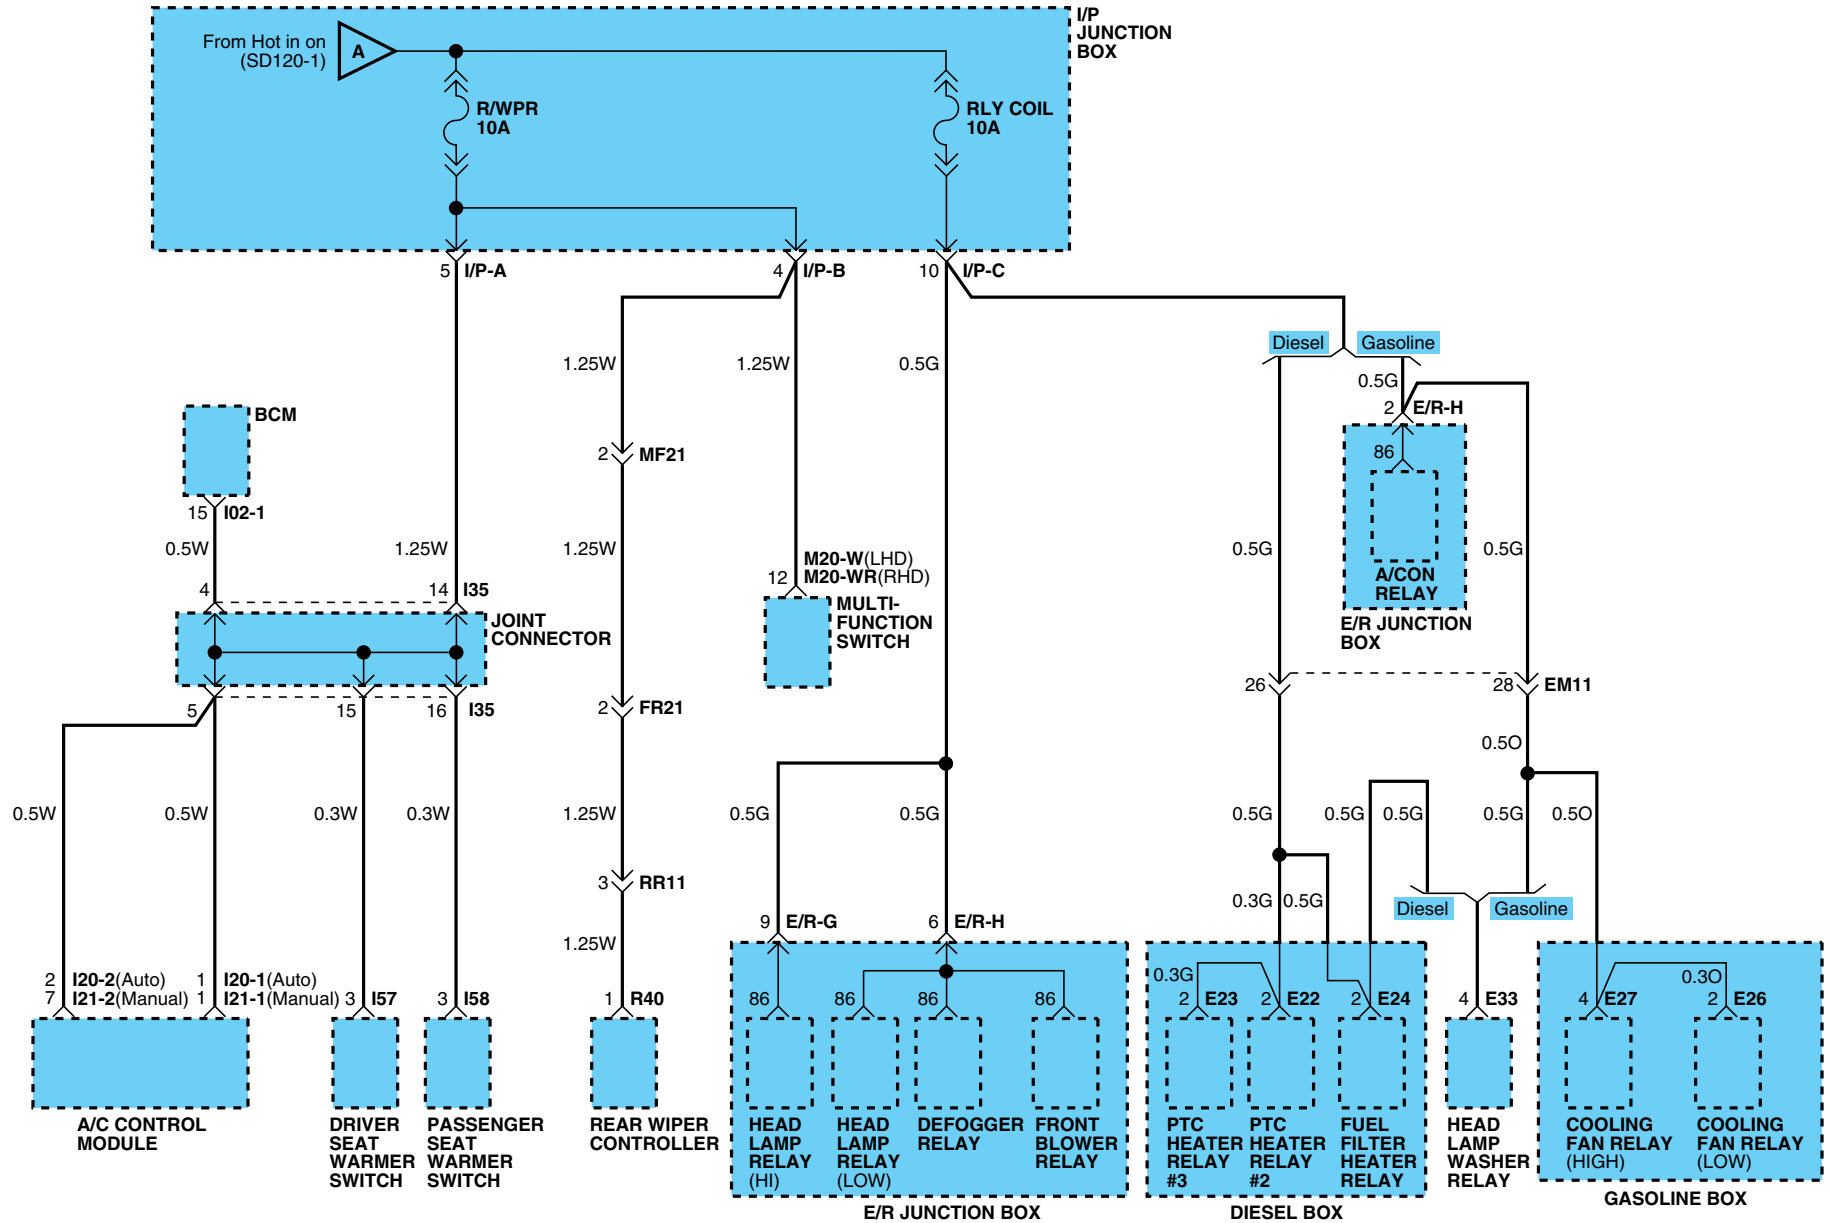 I/P
JUNCTION
BOX
From Hot in on
(SD120-1)
A
R/WPR
10A
RLY COIL
10A
5 I/P-A
4 I/P-B
10 I/P-C
Diesel
Gasoline
1.25W
1.25W
0.5G
0.5G
2 E/R-H
86
BCM
15 I02-1
2 MF21
0.5W
1.25W
1.25W
M20-W(LHD)
12 M20-WR(RHD)
0.5G
0.5G
A/CON
RELAY
4
14 I35
MULTI-
FUNCTION
SWITCH
E/R JUNCTION
BOX
JOINT
CONNECTOR
26
28 EM11
5
15
16 I35
2 FR21
0.5O
0.5W
0.5W
0.3W
0.3W
1.25W
0.5G
0.5G
0.5G
0.5G
0.5G
0.5G
0.5O
3 RR11
0.3G
0.5G
Diesel
Gasoline
9 E/R-G
6 E/R-H
1.25W
2 I20-2(Auto)
7 I21-2(Manual)
1 I20-1(Auto)
1 I21-1(Manual)
3 I57
3 I58
1 R40
86
86
86
86
0.3G
2 E23
2 E22
2 E24
4 E33
4 E27
0.3O
2 E26
A/C CONTROL
MODULE
DRIVER
SEAT
WARMER
SWITCH
PASSENGER
SEAT
WARMER
SWITCH
REAR WIPER
CONTROLLER
HEAD
LAMP
RELAY
(HI)
HEAD
LAMP
RELAY
(LOW)
DEFOGGER
RELAY
FRONT
BLOWER
RELAY
PTC
HEATER
RELAY
#3
PTC
HEATER
RELAY
#2
FUEL
FILTER
HEATER
RELAY
HEAD
LAMP
WASHER
RELAY
COOLING
FAN RELAY
(HIGH)
COOLING
FAN RELAY
(LOW)
E/R JUNCTION BOX
DIESEL BOX
GASOLINE BOX